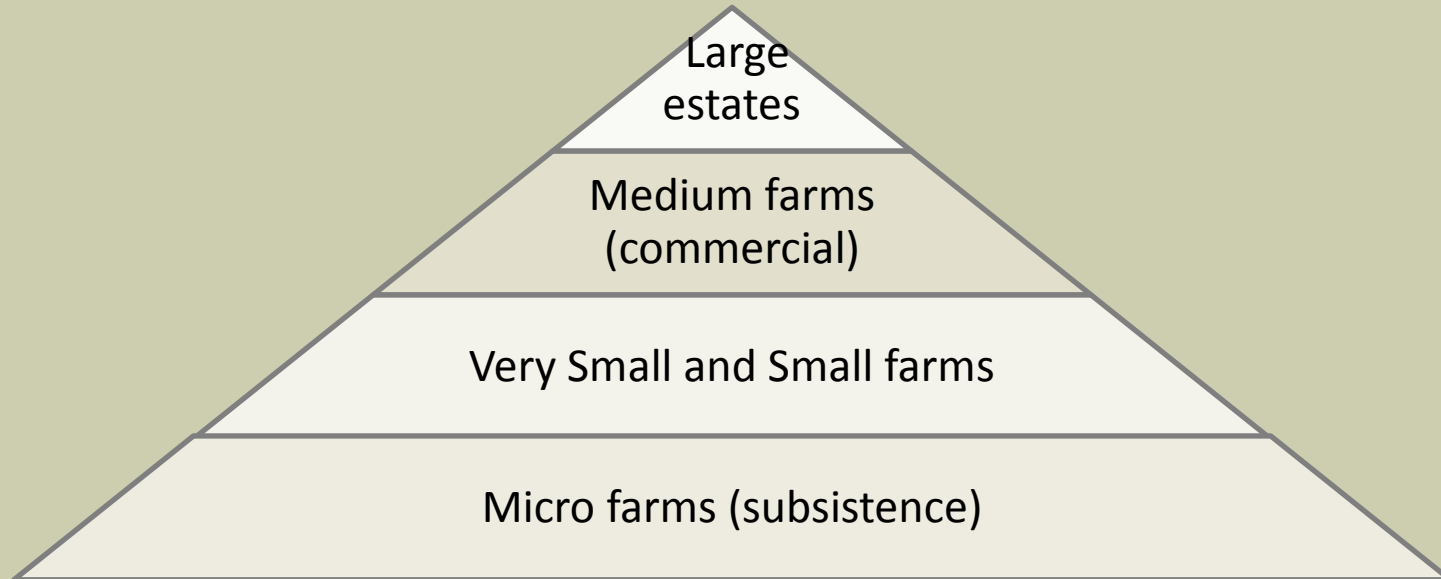 Large
estates
Medium farms
(commercial)
Very Small and Small farms
Micro farms (subsistence)